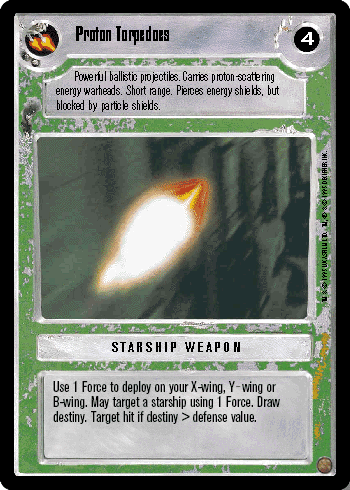 Proton Torpedoes
4
Powerful ballistic projectiles. Carries proton-scattering
energy warheads. Short range. Pierces energy shields, but
blocked by particle shields.
STARSHIP WEAPON
Use 1 Force to deploy on your X-wing, Y-wing or
B-wing. May target a starship using 1 Force. Draw
destiny. Target hit if destiny > defense value.